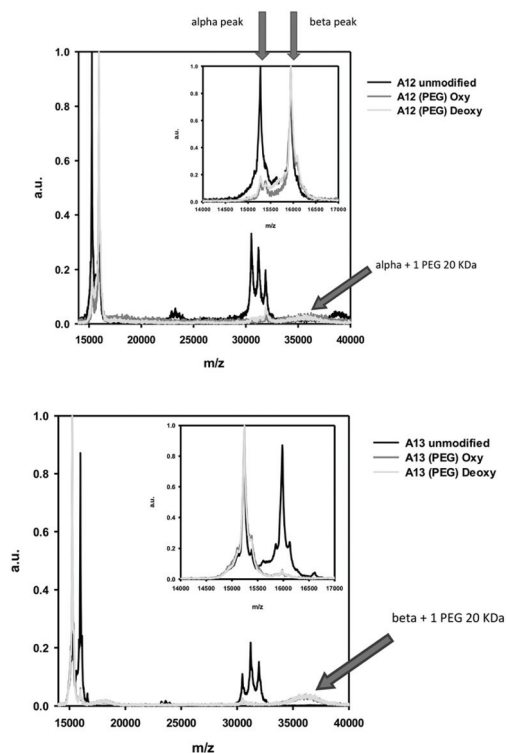 alpha peak
beta peak
1.0
0.8
0.6
0.4
0.2
0.0
a.u.
14000 15000 20000 25000 30000 35000 40000
m/z
1.0
0.8
0.6
0.4
0.2
0.0
a.u.
14000 14500 15000 15500 16000 16500 17000
m/z
A12 unmodified
A12 (PEG) Oxy
A12 (PEG) Deoxy
alpha + 1 PEG 20 KDa
1.0
0.8
0.6
0.4
0.2
0.0
a.u.
15000 20000 25000 30000 35000 40000
m/z
1.0
0.8
0.6
0.4
0.2
0.0
a.u.
14000 14500 15000 15500 16000 16500 17000
m/z
A13 unmodified
A13 (PEG) Oxy
A13 (PEG) Deoxy
beta + 1 PEG 20 KDa